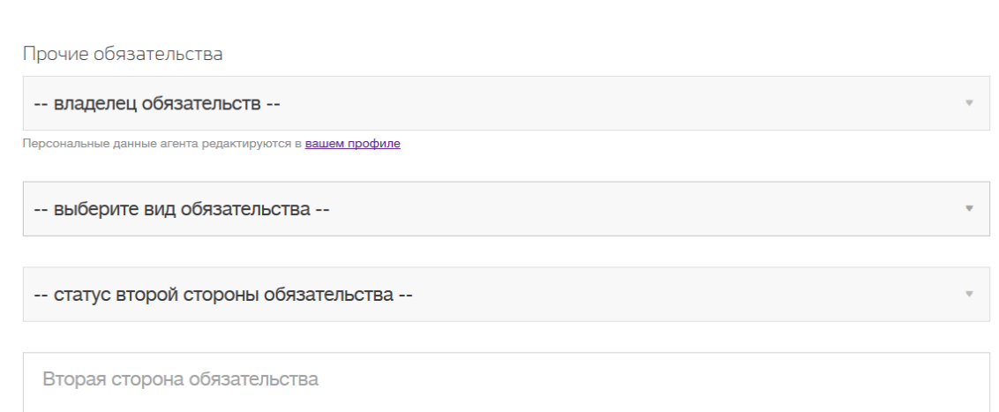 Прочие обязательства
-- владелец обязательств --
Персональные данные агента редактируются в вашем профиле
-- выберите вид обязательства --
-- статус второй стороны обязательства --
Вторая сторона обязательства